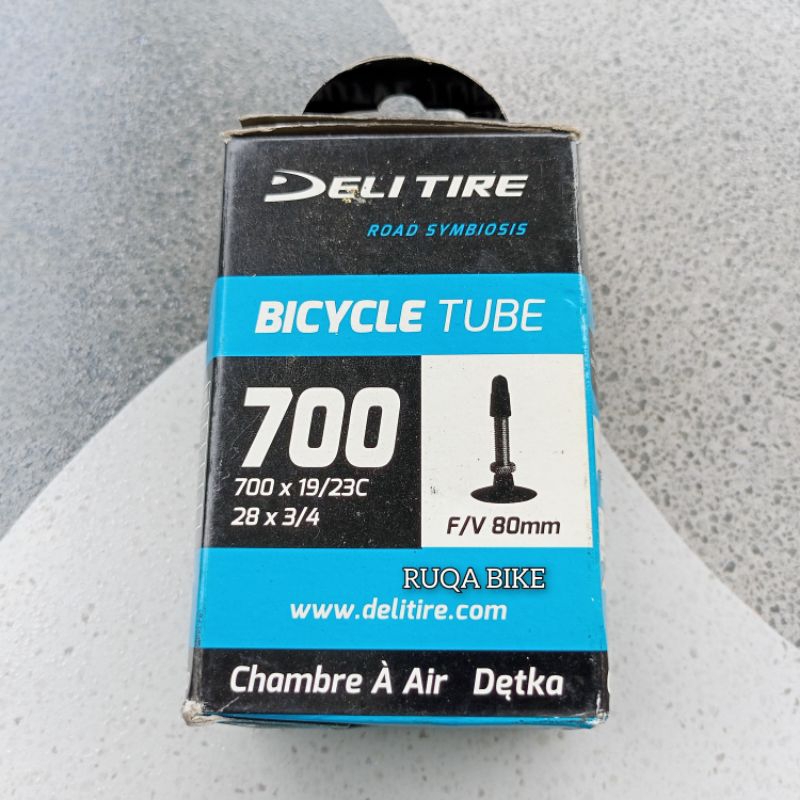 DELI TIRE
ROAD SYMBIOSIS
BICYCLE TUBE
700
700 x 19/23C
28 x 3/4
F/V 80mm
RUQA BIKE
www.delitire.com
Chambre À Air Dętka